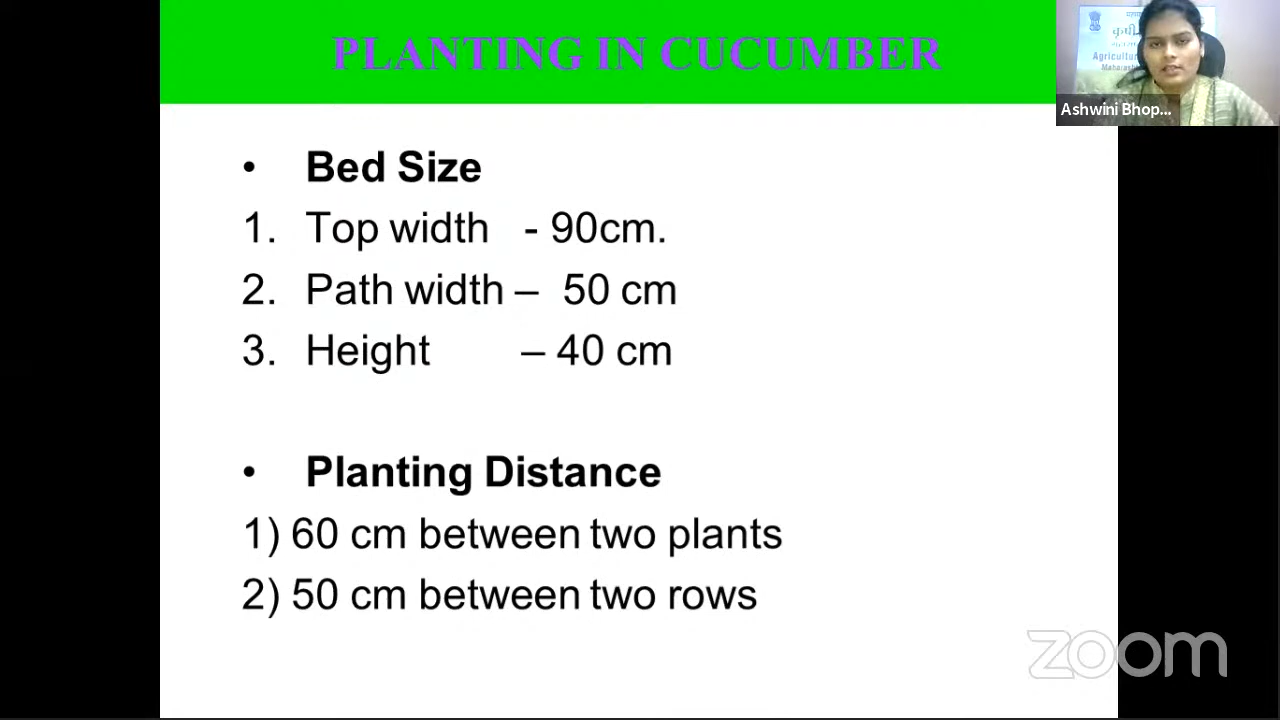 PLANTING IN CUCUMBER
• Bed Size
1. Top width - 90cm.
2. Path width – 50 cm
3. Height – 40 cm
• Planting Distance
1) 60 cm between two plants
2) 50 cm between two rows
Ashwini Bhop...
zoom